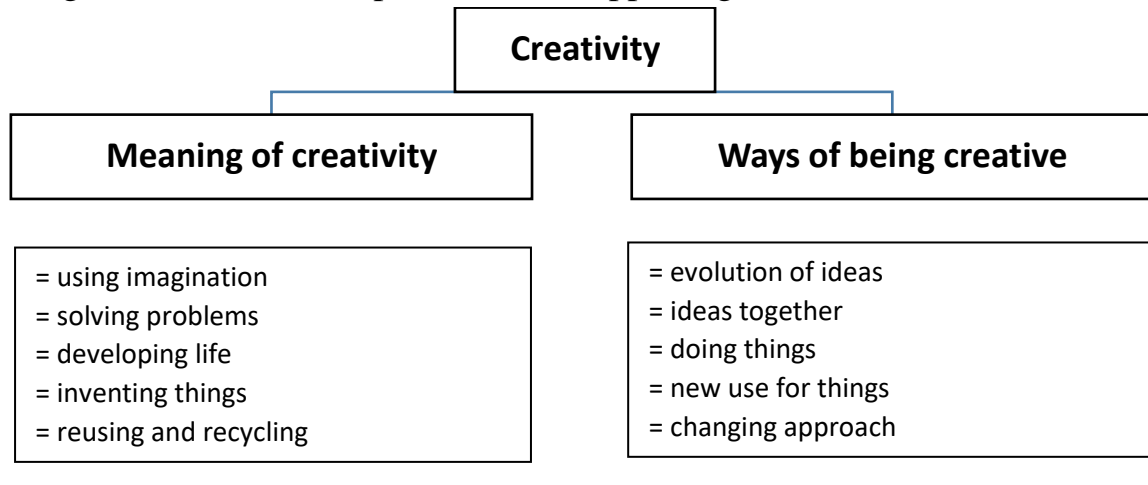 Creativity
Meaning of creativity
= using imagination
= solving problems
= developing life
= inventing things
= reusing and recycling
Ways of being creative
= evolution of ideas
= ideas together
= doing things
= new use for things
= changing approach